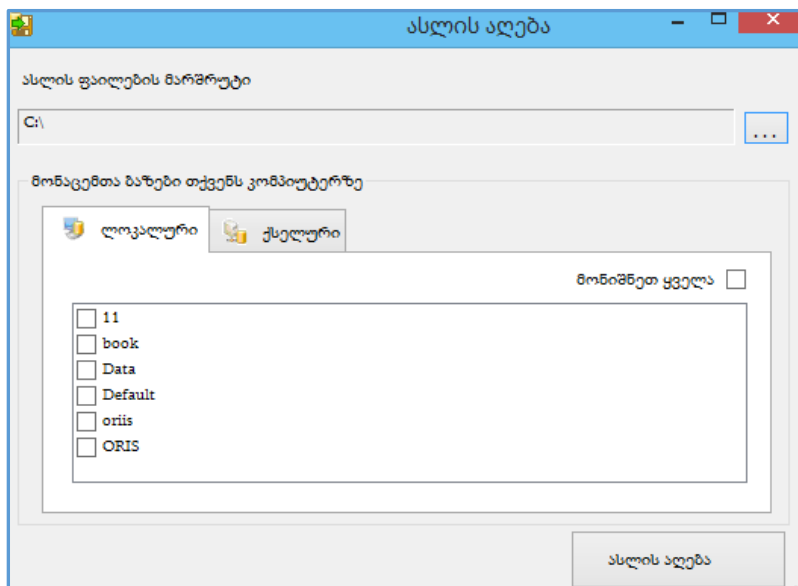 ასლის აღება
ასლის ფაილების მარშრუტი
C:\
...
მონაცემთა ბაზები თქვენს კომპიუტერზე
ლოკალური ქსელური
მონიშნეთ ყველა
11
book
Data
Default
oriis
ORIS
ასლის აღება